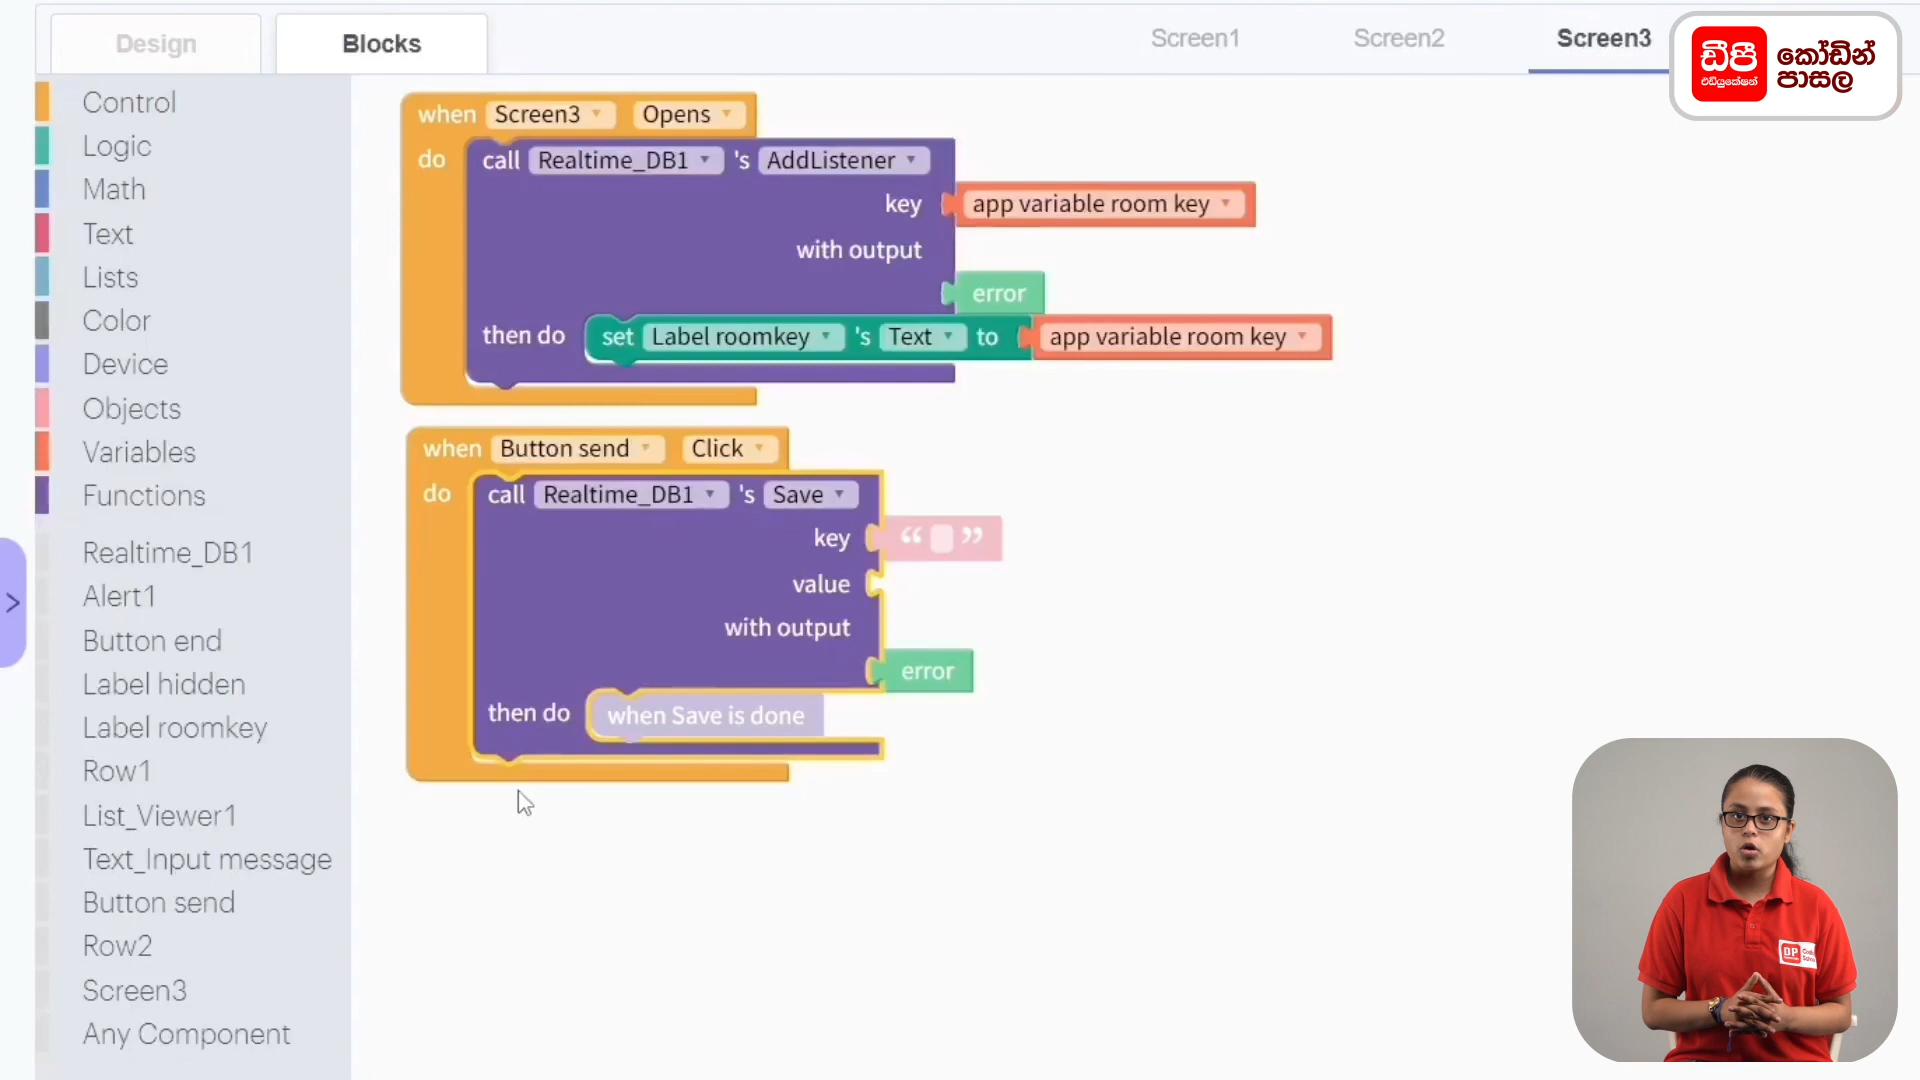 Design
Blocks
Screen1
Screen2
Screen3
ඩීපී
එඩියුකේෂන්
කෝඩින්
පාසල
Control
Logic
Math
Text
Lists
Color
Device
Objects
Variables
Functions
Realtime_DB1
Alert1
Button end
Label hidden
Label roomkey
Row1
List_Viewer1
Text_Input message
Button send
Row2
Screen3
Any Component
when Screen3 Opens
do call Realtime_DB1 's AddListener
key app variable room key
with output
error
then do set Label roomkey 's Text to app variable room key
when Button send Click
do call Realtime_DB1 's Save
key “ ”
value
with output
error
then do when Save is done
DP